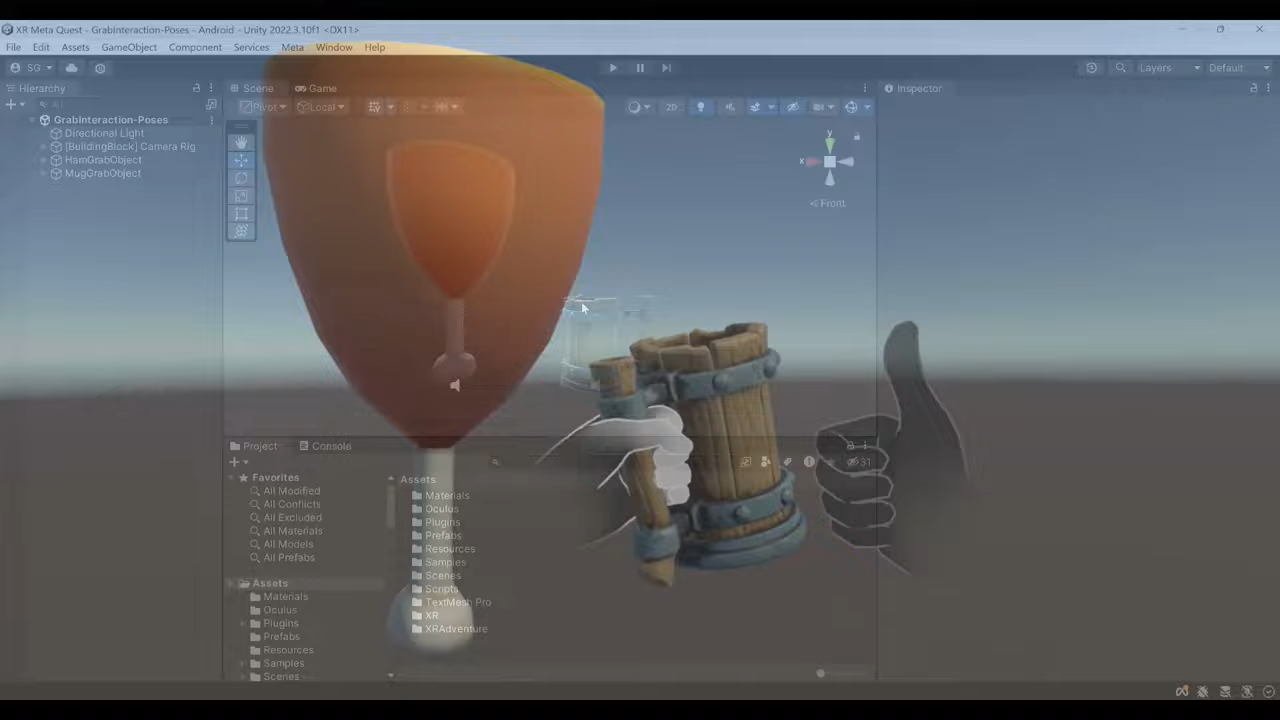 XR Meta Quest - GrabInteraction-Poses - Android - Unity 2022.3.10f1 <DX11>
File Edit Assets GameObject Component Services Meta Window Help
SG Layers Default
Hierarchy Scene Game Inspector
All Pivot Local 2D
GrabInteraction-Poses
Directional Light
[BuildingBlock] Camera Rig
HamGrabObject
MugGrabObject
y
x
Front
Project Console
31
Favorites
All Modified
All Conflicts
All Excluded
All Materials
All Models
All Prefabs
Assets
Materials
Oculus
Plugins
Prefabs
Resources
Samples
Scenes
Assets
Materials
Oculus
Plugins
Prefabs
Resources
Samples
Scenes
Scripts
TextMesh Pro
XR
XRAdventure